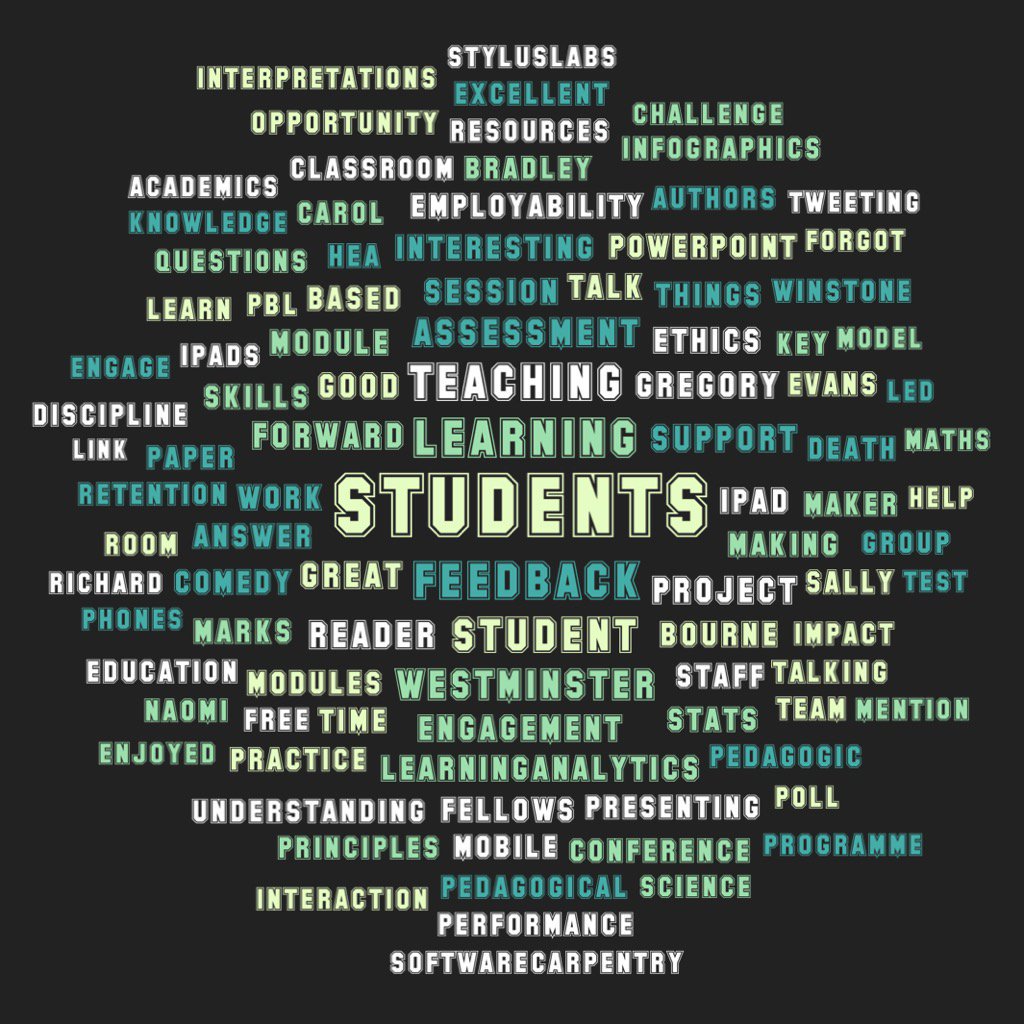 STYLUSLABS
INTERPRETATIONS
EXCELLENT
OPPORTUNITY RESOURCES CHALLENGE
INFOGRAPHICS
CLASSROOM BRADLEY
ACADEMICS EMPLOYABILITY AUTHORS TWEETING
KNOWLEDGE CAROL
QUESTIONS HEA INTERESTING POWERPOINT FORGOT
LEARN PBL BASED SESSION TALK THINGS WINSTONE
MODULE ASSESSMENT ETHICS KEY MODEL
ENGAGE IPADS
SKILLS GOOD TEACHING GREGORY EVANS LED
DISCIPLINE
FORWARD LEARNING SUPPORT DEATH MATHS
LINK PAPER
RETENTION WORK STUDENTS IPAD MAKER HELP
ROOM ANSWER MAKING GROUP
RICHARD COMEDY GREAT FEEDBACK PROJECT SALLY TEST
PHONES MARKS READER STUDENT BOURNE IMPACT
EDUCATION MODULES WESTMINSTER STAFF TALKING
NAOMI FREE TIME ENGAGEMENT STATS TEAM MENTION
ENJOYED PRACTICE LEARNINGANALYTICS PEDAGOGIC
UNDERSTANDING FELLOWS PRESENTING POLL
PRINCIPLES MOBILE CONFERENCE PROGRAMME
INTERACTION PEDAGOGICAL SCIENCE
PERFORMANCE
SOFTWARECARPENTRY